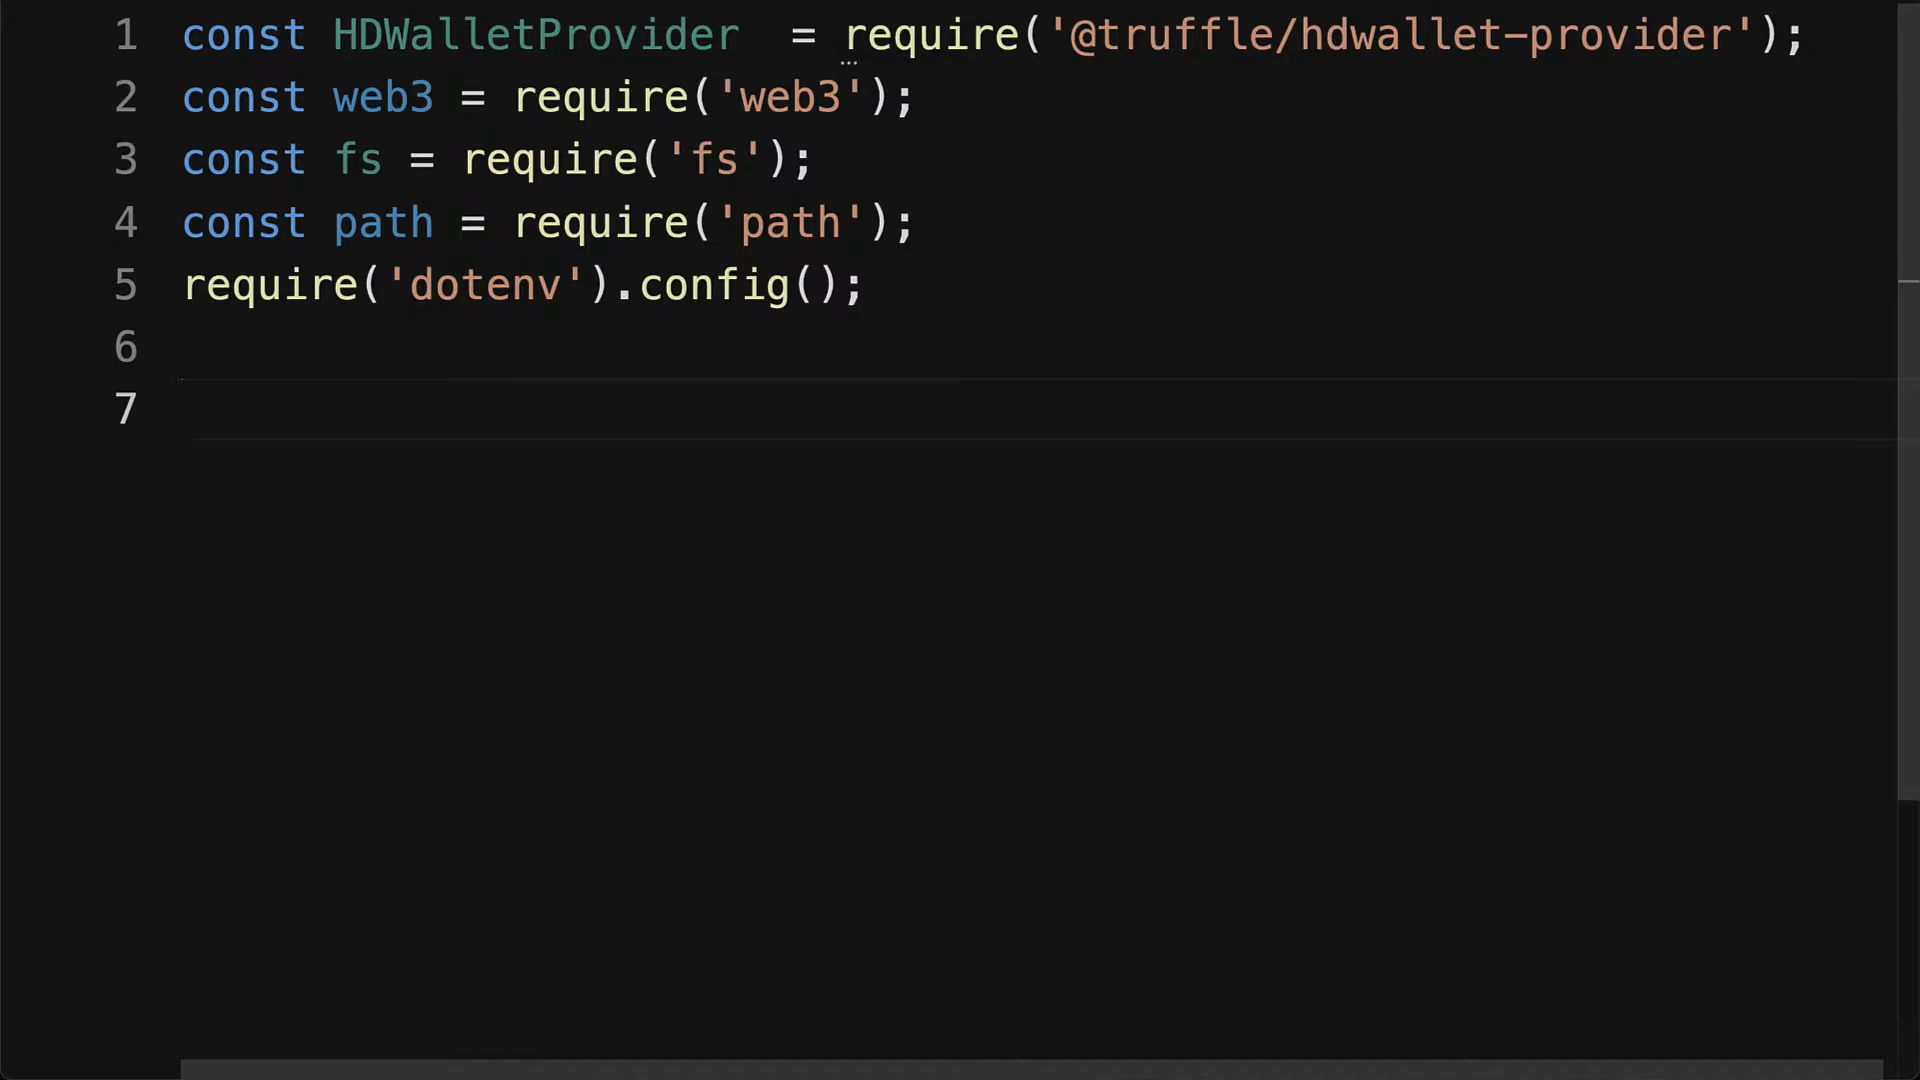 1 const HDWalletProvider  = require('@truffle/hdwallet-provider');
2 const web3 = require('web3');
3 const fs = require('fs');
4 const path = require('path');
5 require('dotenv').config();
6
7